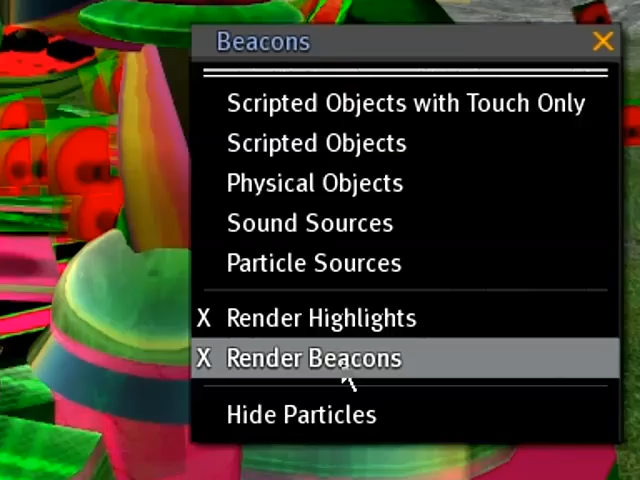 Beacons
Scripted Objects with Touch Only
Scripted Objects
Physical Objects
Sound Sources
Particle Sources
X Render Highlights
X Render Beacons
Hide Particles